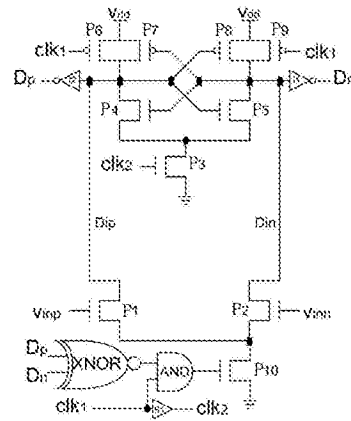 Vdd Vdd
P6 P7 P8 P9
clk1 clk1
Dp
P4 P5
P3
clk2
Dip Din
Vinp P1 P2 Vinn
Dp
Dn XNOR AND P10
clk1 clk2